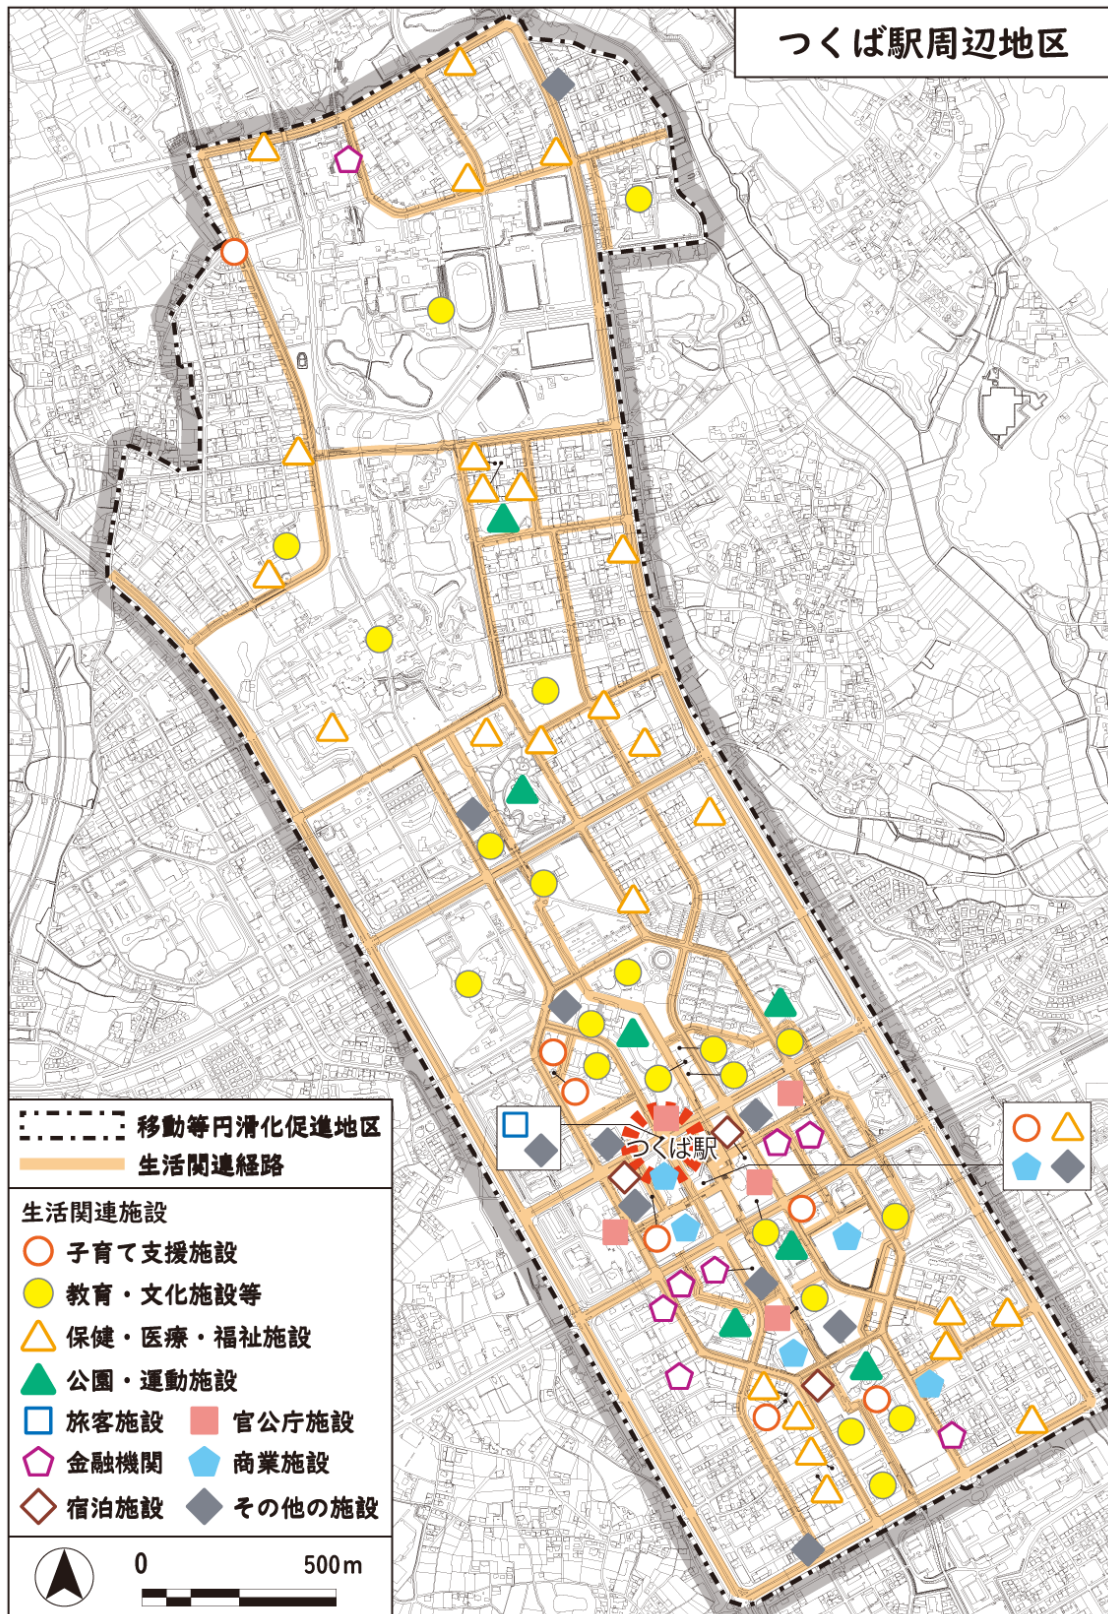 つくば駅周辺地区
つくば駅
移動等円滑化促進地区
生活関連経路
生活関連施設
子育て支援施設
教育・文化施設等
保健・医療・福祉施設
公園・運動施設
旅客施設 官公庁施設
金融機関 商業施設
宿泊施設 その他の施設
0 500m